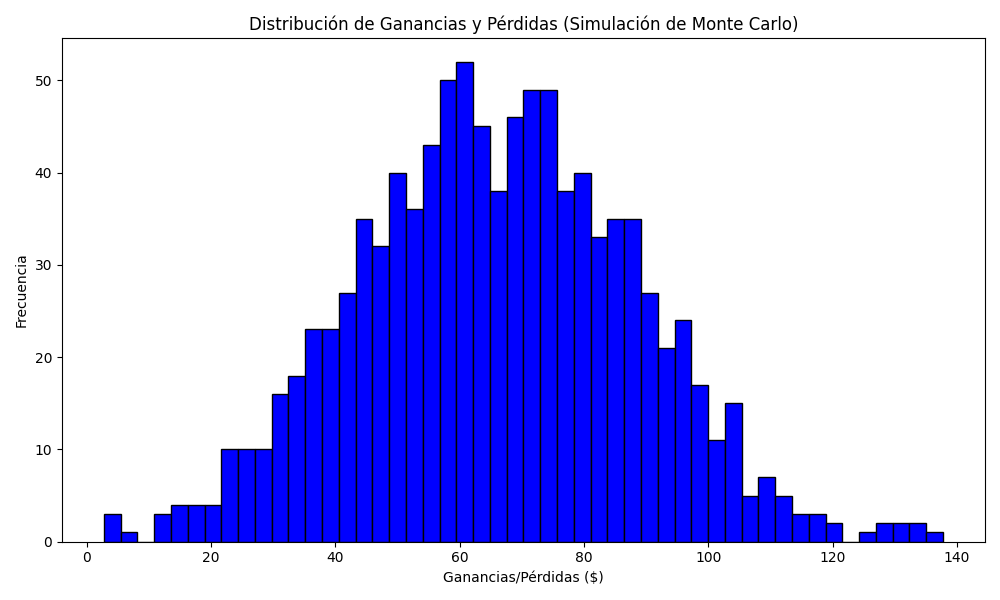 Distribución de Ganancias y Pérdidas (Simulación de Monte Carlo)
Frecuencia
50
40
30
20
10
0
0 20 40 60 80 100 120 140
Ganancias/Pérdidas ($)